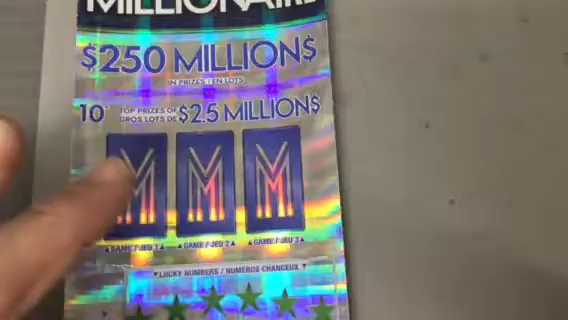 MILLIONAIRE
$250 MILLION$
IN PRIZES / EN LOTS
10* TOP PRIZES OF $2.5 MILLION$
GROS LOTS DE
M M M
▲GAME / JEU 1▲ ▲GAME / JEU 2▲ ▲GAME / JEU 3▲
▼LUCKY NUMBERS / NUMÉROS CHANCEUX▼